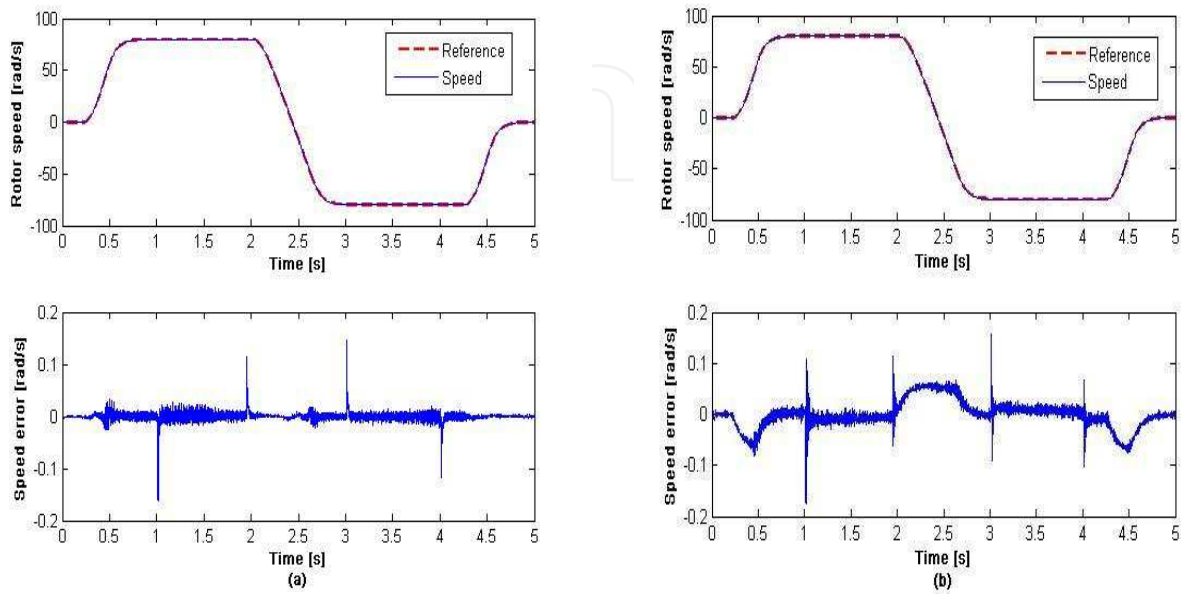 100
50
0
-50
-100
Rotor speed [rad/s]
Reference
Speed
0 0.5 1 1.5 2 2.5 3 3.5 4 4.5 5
Time [s]
0.2
0.1
0
-0.1
-0.2
Speed error [rad/s]
0 0.5 1 1.5 2 2.5 3 3.5 4 4.5 5
Time [s]
(a)
100
50
0
-50
-100
Rotor speed [rad/s]
Reference
Speed
0 0.5 1 1.5 2 2.5 3 3.5 4 4.5 5
Time [s]
0.2
0.1
0
-0.1
-0.2
Speed error [rad/s]
0 0.5 1 1.5 2 2.5 3 3.5 4 4.5 5
Time [s]
(b)